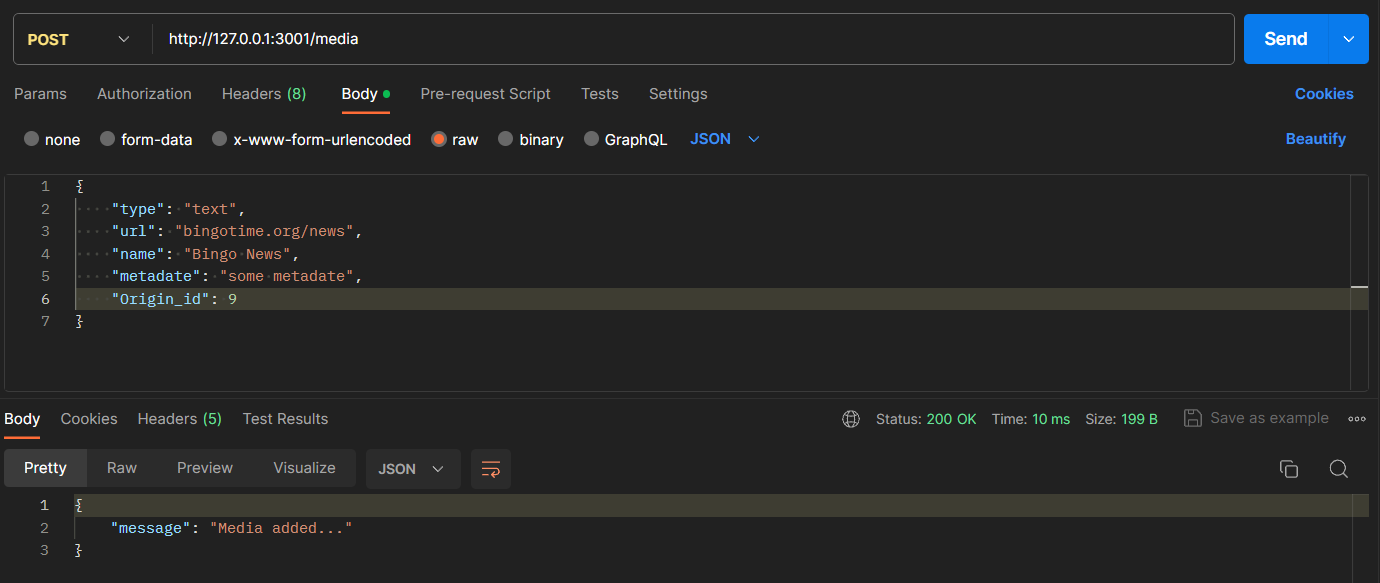 POST http://127.0.0.1:3001/media Send
Params Authorization Headers (8) Body Pre-request Script Tests Settings Cookies
none form-data x-www-form-urlencoded raw binary GraphQL JSON Beautify
1 {
2 ····"type":·"text",
3 ····"url":·"bingotime.org/news",
4 ····"name":·"Bingo·News",
5 ····"metadate":·"some·metadate",
6 ····"Origin_id":·9
7 }
Body Cookies Headers (5) Test Results Status: 200 OK Time: 10 ms Size: 199 B Save as example
Pretty Raw Preview Visualize JSON
1 {
2 "message": "Media added..."
3 }